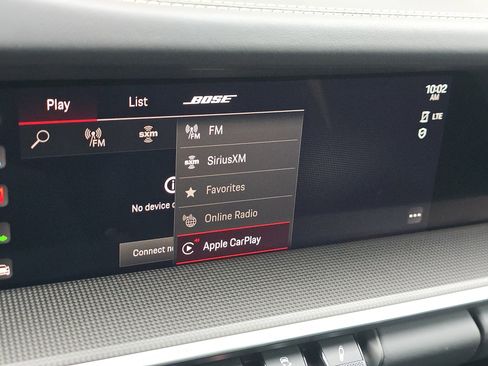 Play List BOSE
10:02
AM
LTE
FM sxm
FM FM
sxm SiriusXM
Favorites
No device
Online Radio
Connect
Apple CarPlay